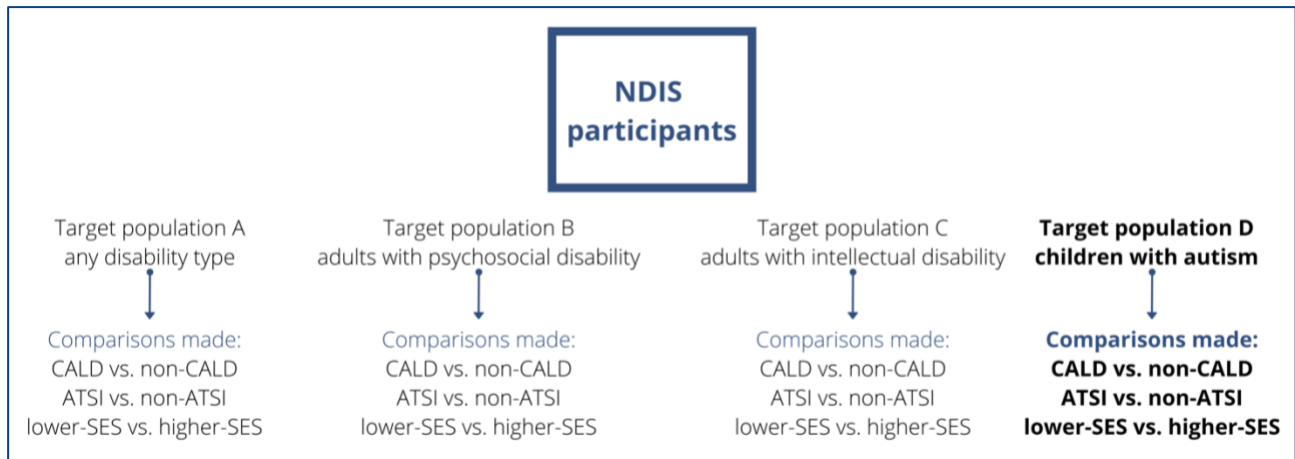 NDIS
participants
Target population A
any disability type
Comparisons made:
CALD vs. non-CALD
ATSI vs. non-ATSI
lower-SES vs. higher-SES
Target population B
adults with psychosocial disability
Comparisons made:
CALD vs. non-CALD
ATSI vs. non-ATSI
lower-SES vs. higher-SES
Target population C
adults with intellectual disability
Comparisons made:
CALD vs. non-CALD
ATSI vs. non-ATSI
lower-SES vs. higher-SES
Target population D
children with autism
Comparisons made:
CALD vs. non-CALD
ATSI vs. non-ATSI
lower-SES vs. higher-SES